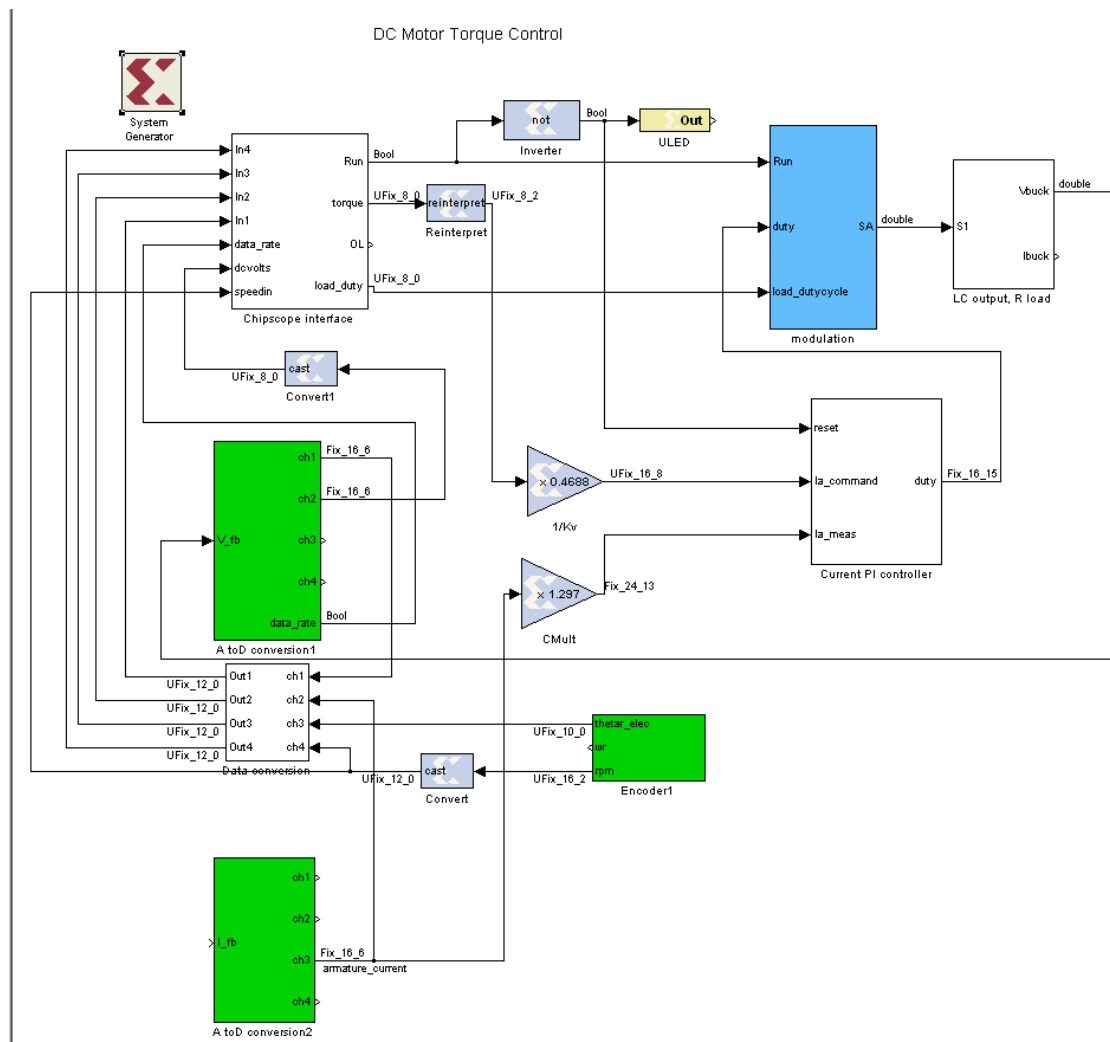 DC Motor Torque Control
System
Generator
not
Bool
Inverter
Out
ULED
In4
In3
In2
In1
data_rate
dcvolts
speedin
Run
torque
OL
load_duty
Chipscope interface
Bool
UFix_8_0
reinterpret
Reinterpret
UFix_8_2
UFix_8_0
Run
duty
load_dutycycle
SA
modulation
double
S1
Vbuck
Ibuck
LC output, R load
double
cast
UFix_8_0
Convert1
ch1
ch2
ch3
ch4
V_fb
data_rate
A toD conversion1
Fix_16_6
Fix_16_6
Bool
x 0.4688
1/Kv
UFix_16_8
x 1.297
CMult
Fix_24_13
reset
Ia_command
Ia_meas
duty
Current PI controller
Fix_16_15
Out1
Out2
Out3
Out4
ch1
ch2
ch3
ch4
Data conversion
UFix_12_0
UFix_12_0
UFix_12_0
UFix_12_0
cast
Convert
UFix_12_0
UFix_10_0
UFix_16_2
thetar_elec
wr
rpm
Encoder1
ch1
ch2
I_fb
ch3
ch4
A toD conversion2
Fix_16_6
armature_current